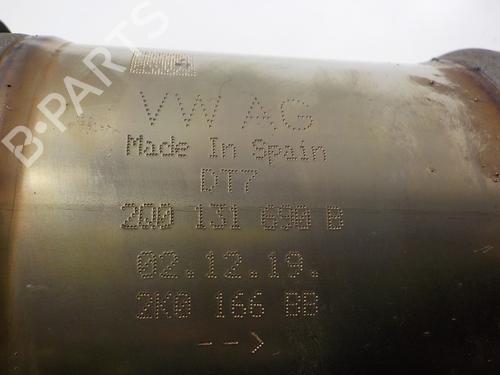 VW AG
Made In Spain
DT7
2Q0 131 690 B
02.12.19.
2K0 166 BB
-->
B-PARTS